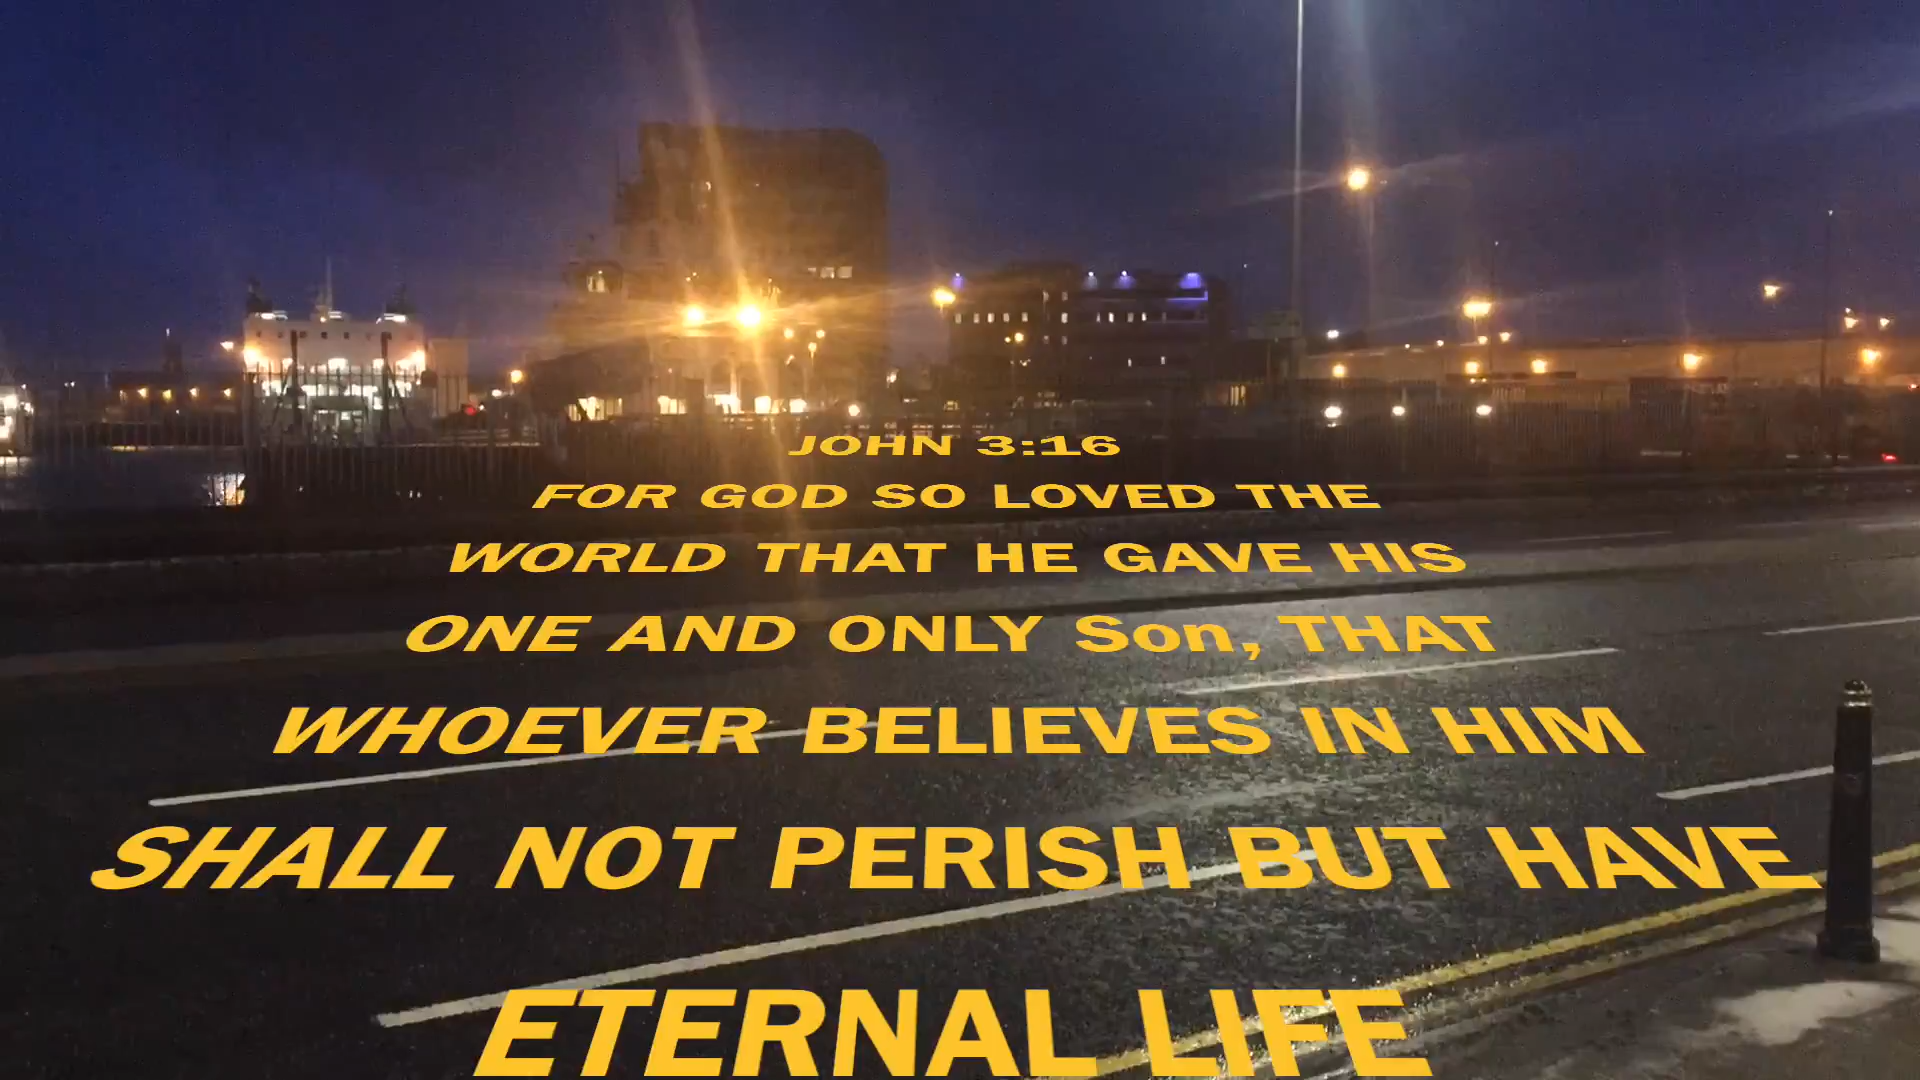 JOHN 3:16
FOR GOD SO LOVED THE
WORLD THAT HE GAVE HIS
ONE AND ONLY Son, THAT
WHOEVER BELIEVES IN HIM
SHALL NOT PERISH BUT HAVE
ETERNAL LIFE